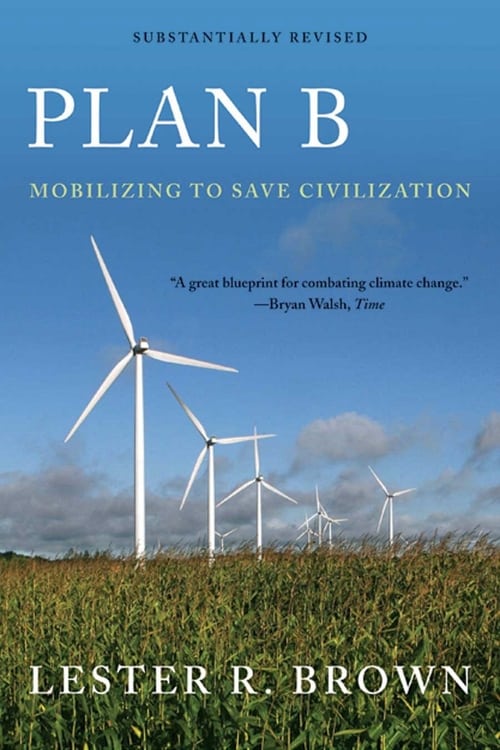 SUBSTANTIALLY REVISED
PLAN B
MOBILIZING TO SAVE CIVILIZATION
“A great blueprint for combating climate change.”
—Bryan Walsh, Time
LESTER R. BROWN